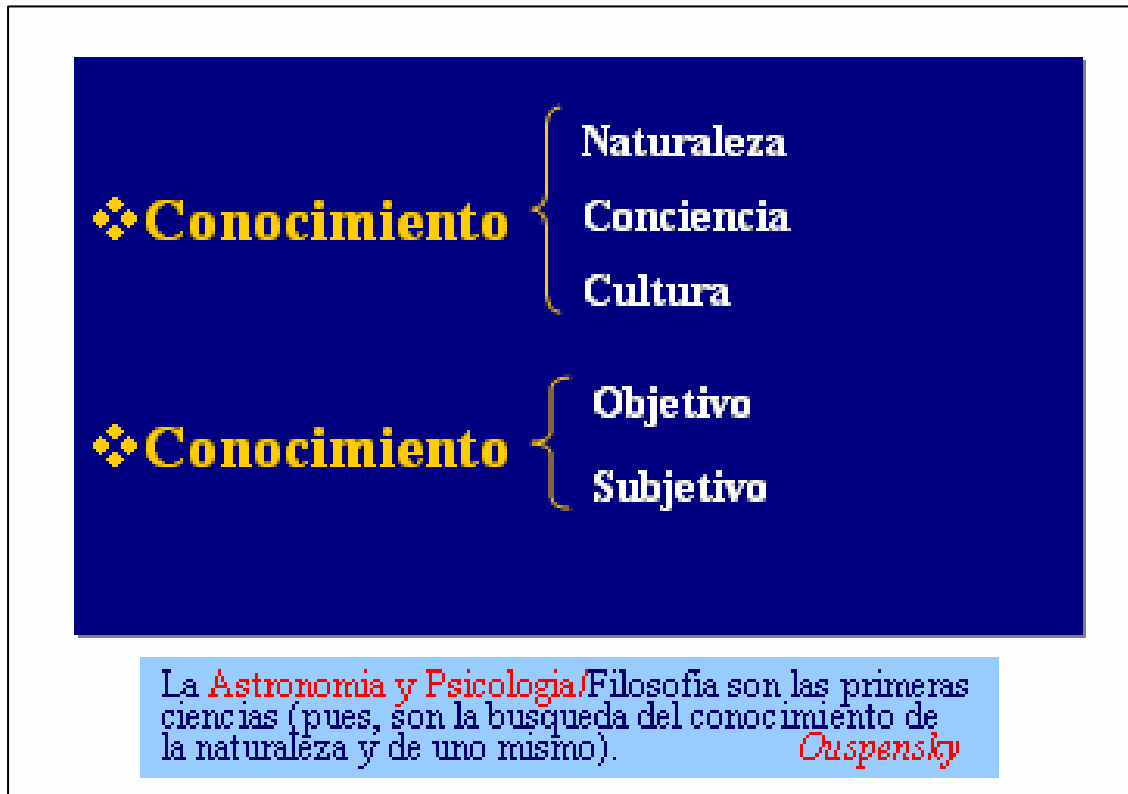 Naturaleza
❖Conocimiento
Conciencia
Cultura
Objetivo
❖Conocimiento
Subjetivo
La Astronomia y Psicologia/Filosofia son las primeras
ciencias (pues, son la busqueda del conocimiento de
la naturaleza y de uno mismo). Ouspensky